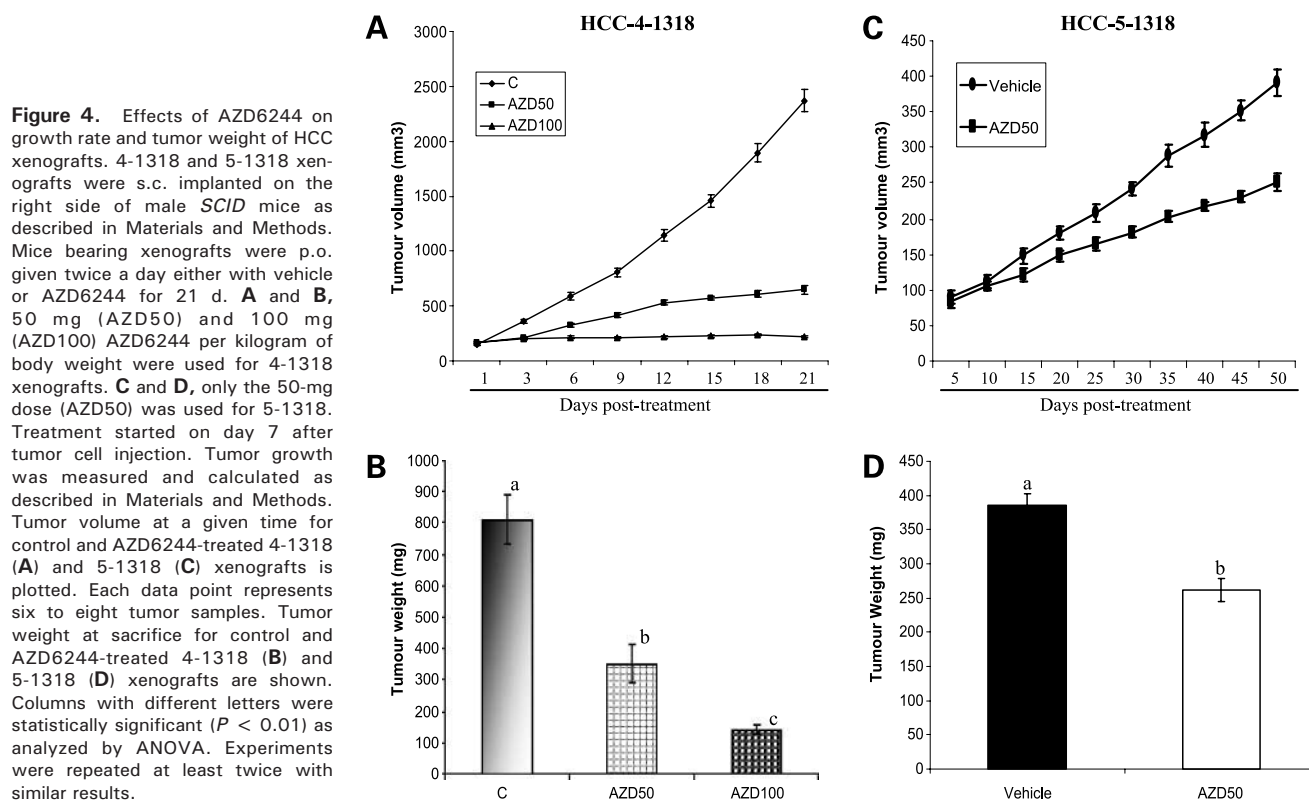 Figure 4. Effects of AZD6244 on
growth rate and tumor weight of HCC
xenografts. 4-1318 and 5-1318 xen-
ografts were s.c. implanted on the
right side of male SCID mice as
described in Materials and Methods.
Mice bearing xenografts were p.o.
given twice a day either with vehicle
or AZD6244 for 21 d. A and B,
50 mg (AZD50) and 100 mg
(AZD100) AZD6244 per kilogram of
body weight were used for 4-1318
xenografts. C and D, only the 50-mg
dose (AZD50) was used for 5-1318.
Treatment started on day 7 after
tumor cell injection. Tumor growth
was measured and calculated as
described in Materials and Methods.
Tumor volume at a given time for
control and AZD6244-treated 4-1318
(A) and 5-1318 (C) xenografts is
plotted. Each data point represents
six to eight tumor samples. Tumor
weight at sacrifice for control and
AZD6244-treated 4-1318 (B) and
5-1318 (D) xenografts are shown.
Columns with different letters were
statistically significant (P < 0.01) as
analyzed by ANOVA. Experiments
were repeated at least twice with
similar results.
A
HCC-4-1318
Tumour volume (mm3)
3000
2500
2000
1500
1000
500
0
C
AZD50
AZD100
1 3 6 9 12 15 18 21
Days post-treatment
C
HCC-5-1318
Tumour volume (mm3)
450
400
350
300
250
200
150
100
50
0
Vehicle
AZD50
5 10 15 20 25 30 35 40 45 50
Days post-treatment
B
Tumour weight (mg)
1000
900
800
700
600
500
400
300
200
100
0
a
b
c
C AZD50 AZD100
D
Tumour Weight (mg)
450
400
350
300
250
200
150
100
50
0
a
b
Vehicle AZD50